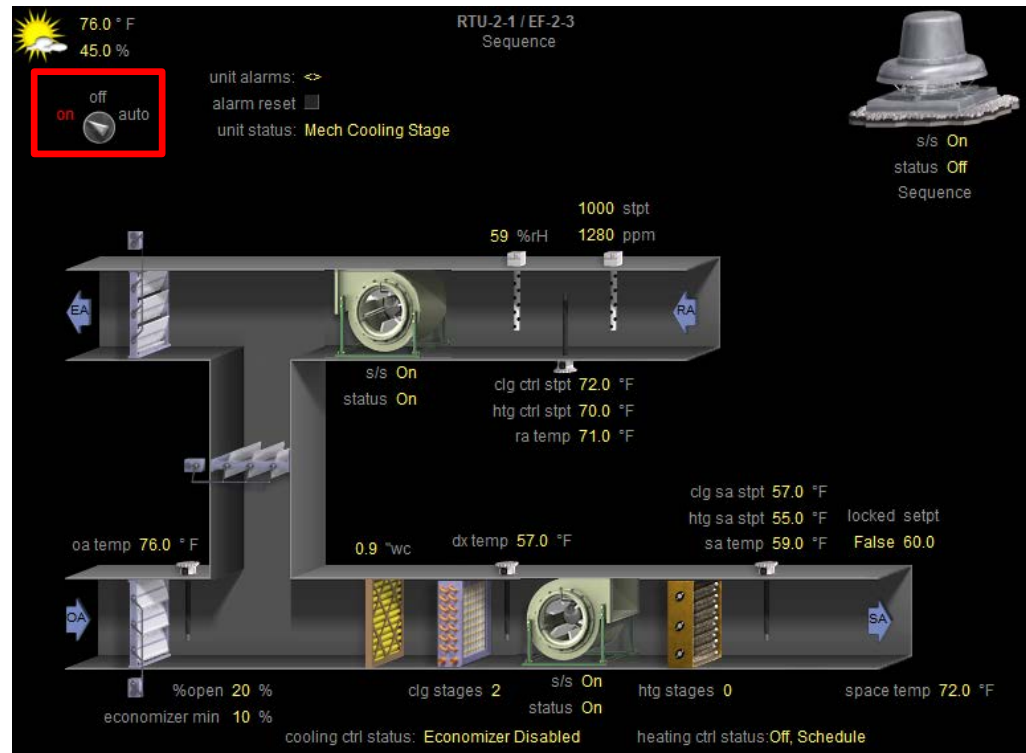 76.0 ° F
RTU-2-1 / EF-2-3
45.0 %
Sequence
unit alarms: <>
off
alarm reset
on
auto
unit status: Mech Cooling Stage
s/s On
status Off
Sequence
1000 stpt
59 %rH 1280 ppm
EA
RA
s/s On
status On
clg ctrl stpt 72.0 °F
htg ctrl stpt 70.0 °F
ra temp 71.0 °F
clg sa stpt 57.0 °F
htg sa stpt 55.0 °F locked setpt
oa temp 76.0 ° F
0.9 "wc
dx temp 57.0 °F
sa temp 59.0 °F False 60.0
OA
SA
%open 20 %
clg stages 2
s/s On
status On
htg stages 0
space temp 72.0 °F
economizer min 10 %
cooling ctrl status: Economizer Disabled
heating ctrl status:Off, Schedule